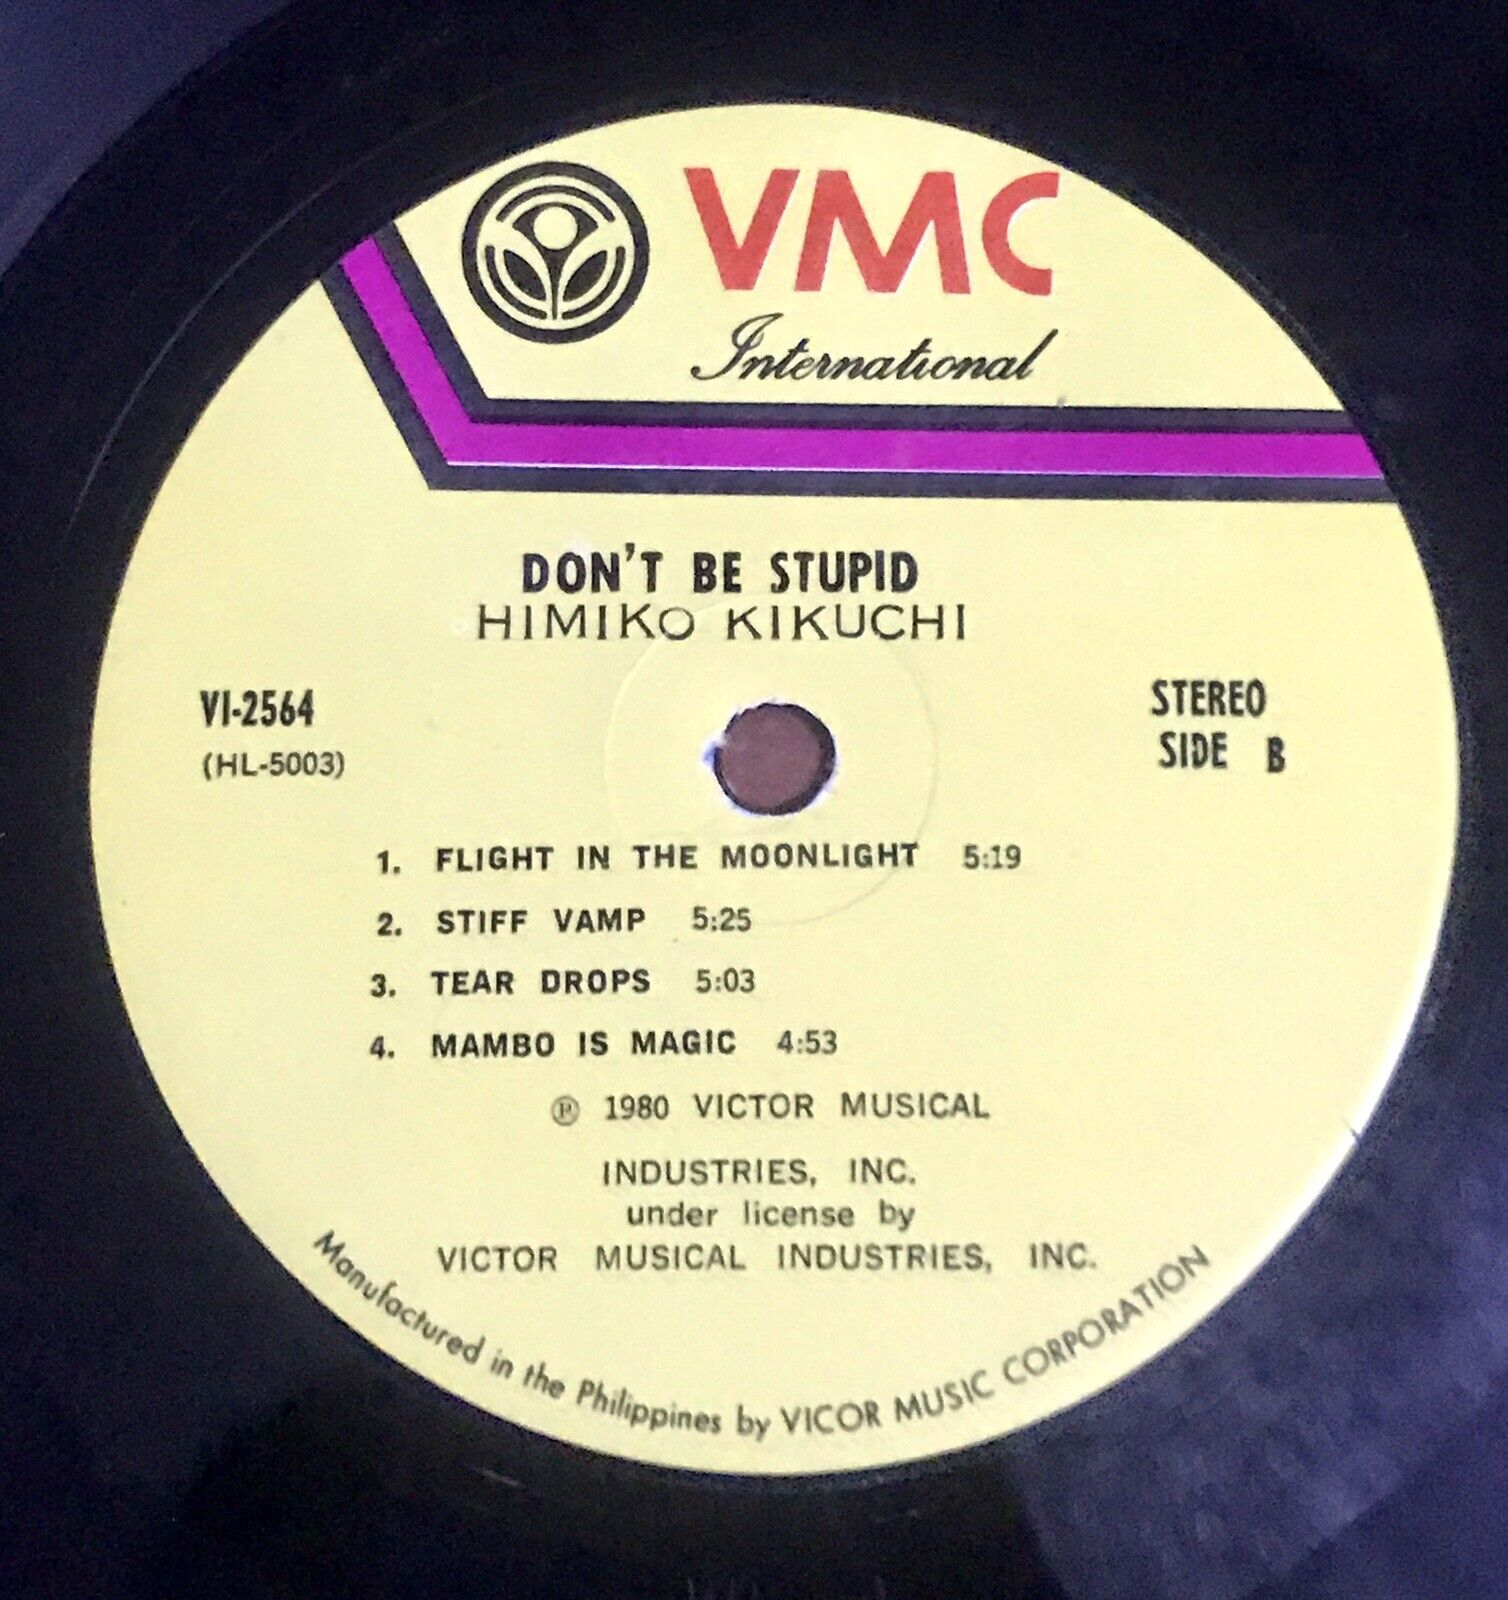 VMC
International
DON'T BE STUPID
HIMIKO KIKUCHI
VI-2564
(HL-5003)
STEREO
SIDE B
1. FLIGHT IN THE MOONLIGHT 5:19
2. STIFF VAMP 5:25
3. TEAR DROPS 5:03
4. MAMBO IS MAGIC 4:53
℗ 1980 VICTOR MUSICAL
INDUSTRIES, INC.
under license by
VICTOR MUSICAL INDUSTRIES, INC.
Manufactured in the Philippines by VICOR MUSIC CORPORATION